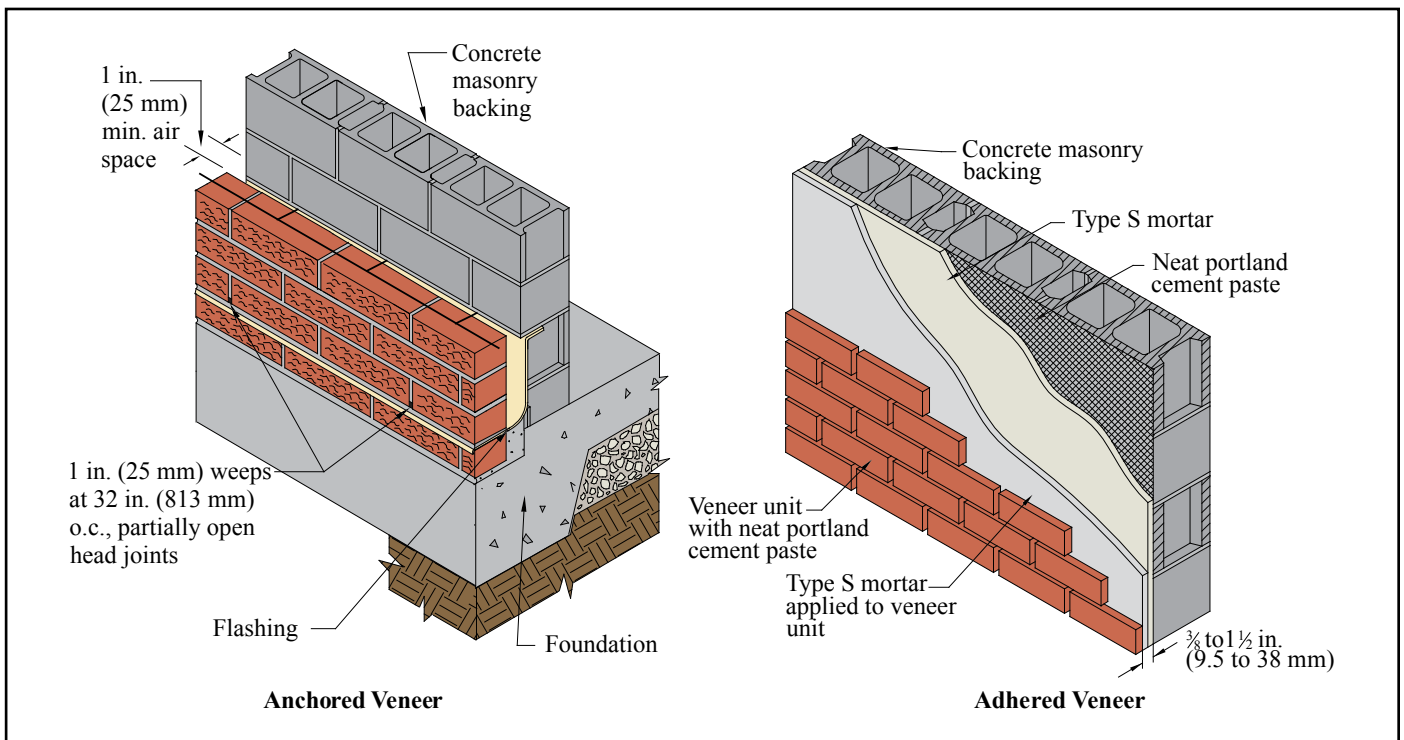 1 in.
(25 mm)
min. air
space
Concrete
masonry
backing
1 in. (25 mm) weeps
at 32 in. (813 mm)
o.c., partially open
head joints
Flashing
Foundation
Anchored Veneer
Concrete masonry
backing
Type S mortar
Neat portland
cement paste
Veneer unit
with neat portland
cement paste
Type S mortar
applied to veneer
unit
⅜ to1 ½ in.
(9.5 to 38 mm)
Adhered Veneer